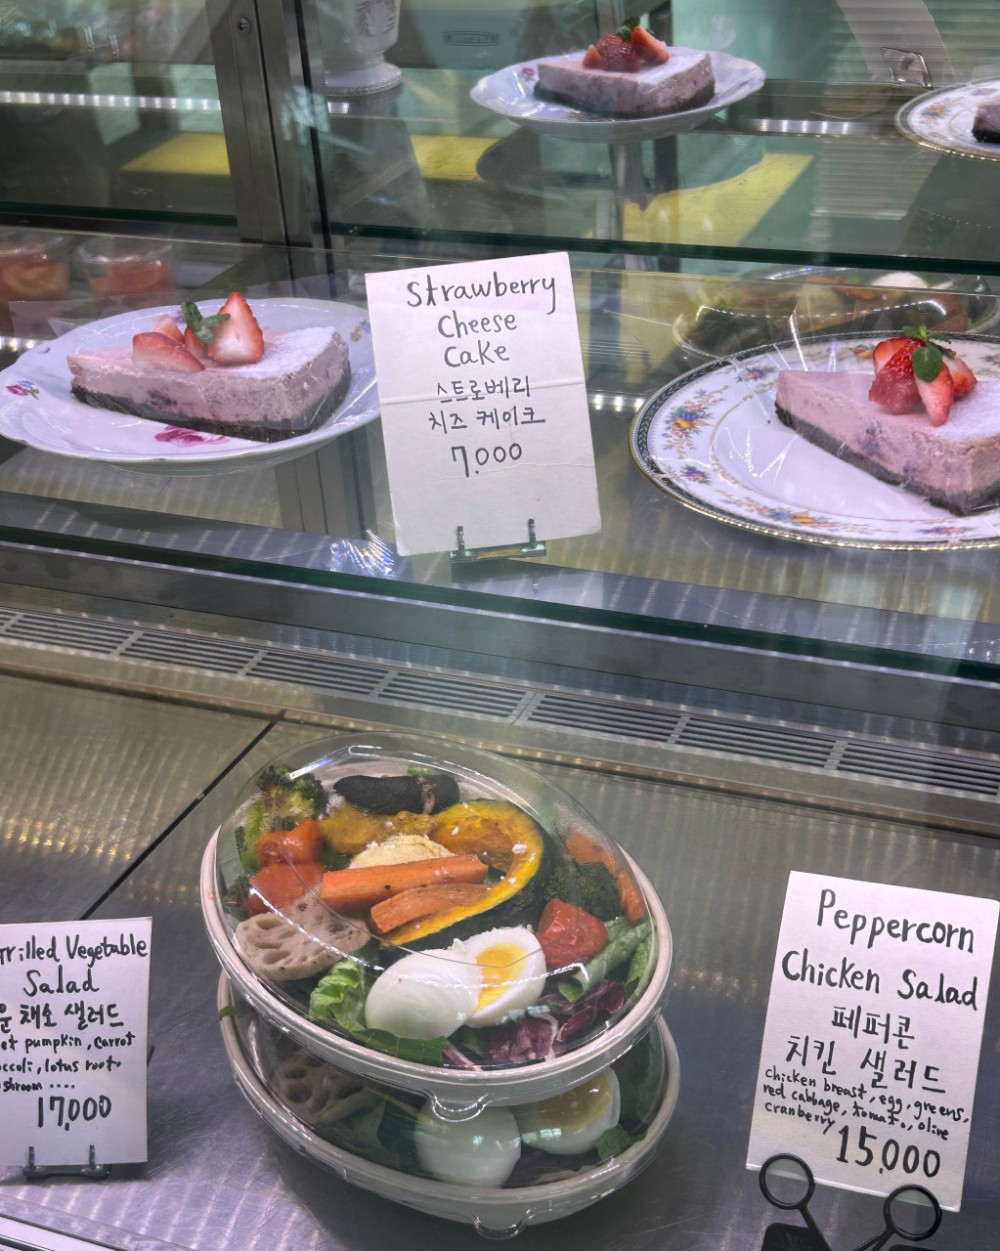 Strawberry
Cheese
Cake
스트로베리
치즈 케이크
7.000
rilled Vegetable
Salad
운 채소 샐러드
et pumpkin, carrot
ccoli, lotus root
shroom ....
17,000
Peppercorn
Chicken Salad
페퍼콘
치킨 샐러드
chicken breast, egg, greens,
red cabbage, tomato, olive
cranberry
15,000